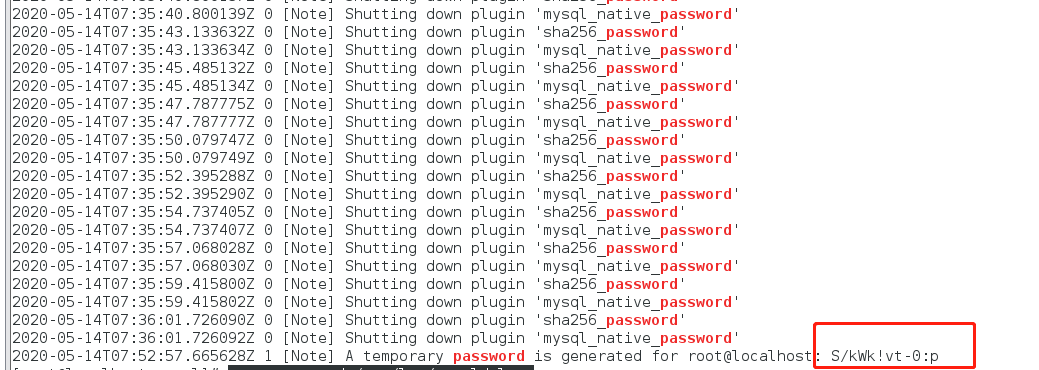 2020-05-14T07:35:40.800139Z 0 [Note] Shutting down plugin 'mysql_native_password'
2020-05-14T07:35:43.133632Z 0 [Note] Shutting down plugin 'sha256_password'
2020-05-14T07:35:43.133634Z 0 [Note] Shutting down plugin 'mysql_native_password'
2020-05-14T07:35:45.485132Z 0 [Note] Shutting down plugin 'sha256_password'
2020-05-14T07:35:45.485134Z 0 [Note] Shutting down plugin 'mysql_native_password'
2020-05-14T07:35:47.787775Z 0 [Note] Shutting down plugin 'sha256_password'
2020-05-14T07:35:47.787777Z 0 [Note] Shutting down plugin 'mysql_native_password'
2020-05-14T07:35:50.079747Z 0 [Note] Shutting down plugin 'sha256_password'
2020-05-14T07:35:50.079749Z 0 [Note] Shutting down plugin 'mysql_native_password'
2020-05-14T07:35:52.395288Z 0 [Note] Shutting down plugin 'sha256_password'
2020-05-14T07:35:52.395290Z 0 [Note] Shutting down plugin 'mysql_native_password'
2020-05-14T07:35:54.737405Z 0 [Note] Shutting down plugin 'sha256_password'
2020-05-14T07:35:54.737407Z 0 [Note] Shutting down plugin 'mysql_native_password'
2020-05-14T07:35:57.068028Z 0 [Note] Shutting down plugin 'sha256_password'
2020-05-14T07:35:57.068030Z 0 [Note] Shutting down plugin 'mysql_native_password'
2020-05-14T07:35:59.415800Z 0 [Note] Shutting down plugin 'sha256_password'
2020-05-14T07:35:59.415802Z 0 [Note] Shutting down plugin 'mysql_native_password'
2020-05-14T07:36:01.726090Z 0 [Note] Shutting down plugin 'sha256_password'
2020-05-14T07:36:01.726092Z 0 [Note] Shutting down plugin 'mysql_native_password'
2020-05-14T07:52:57.665628Z 1 [Note] A temporary password is generated for root@localhost: S/kWk!vt-0:p